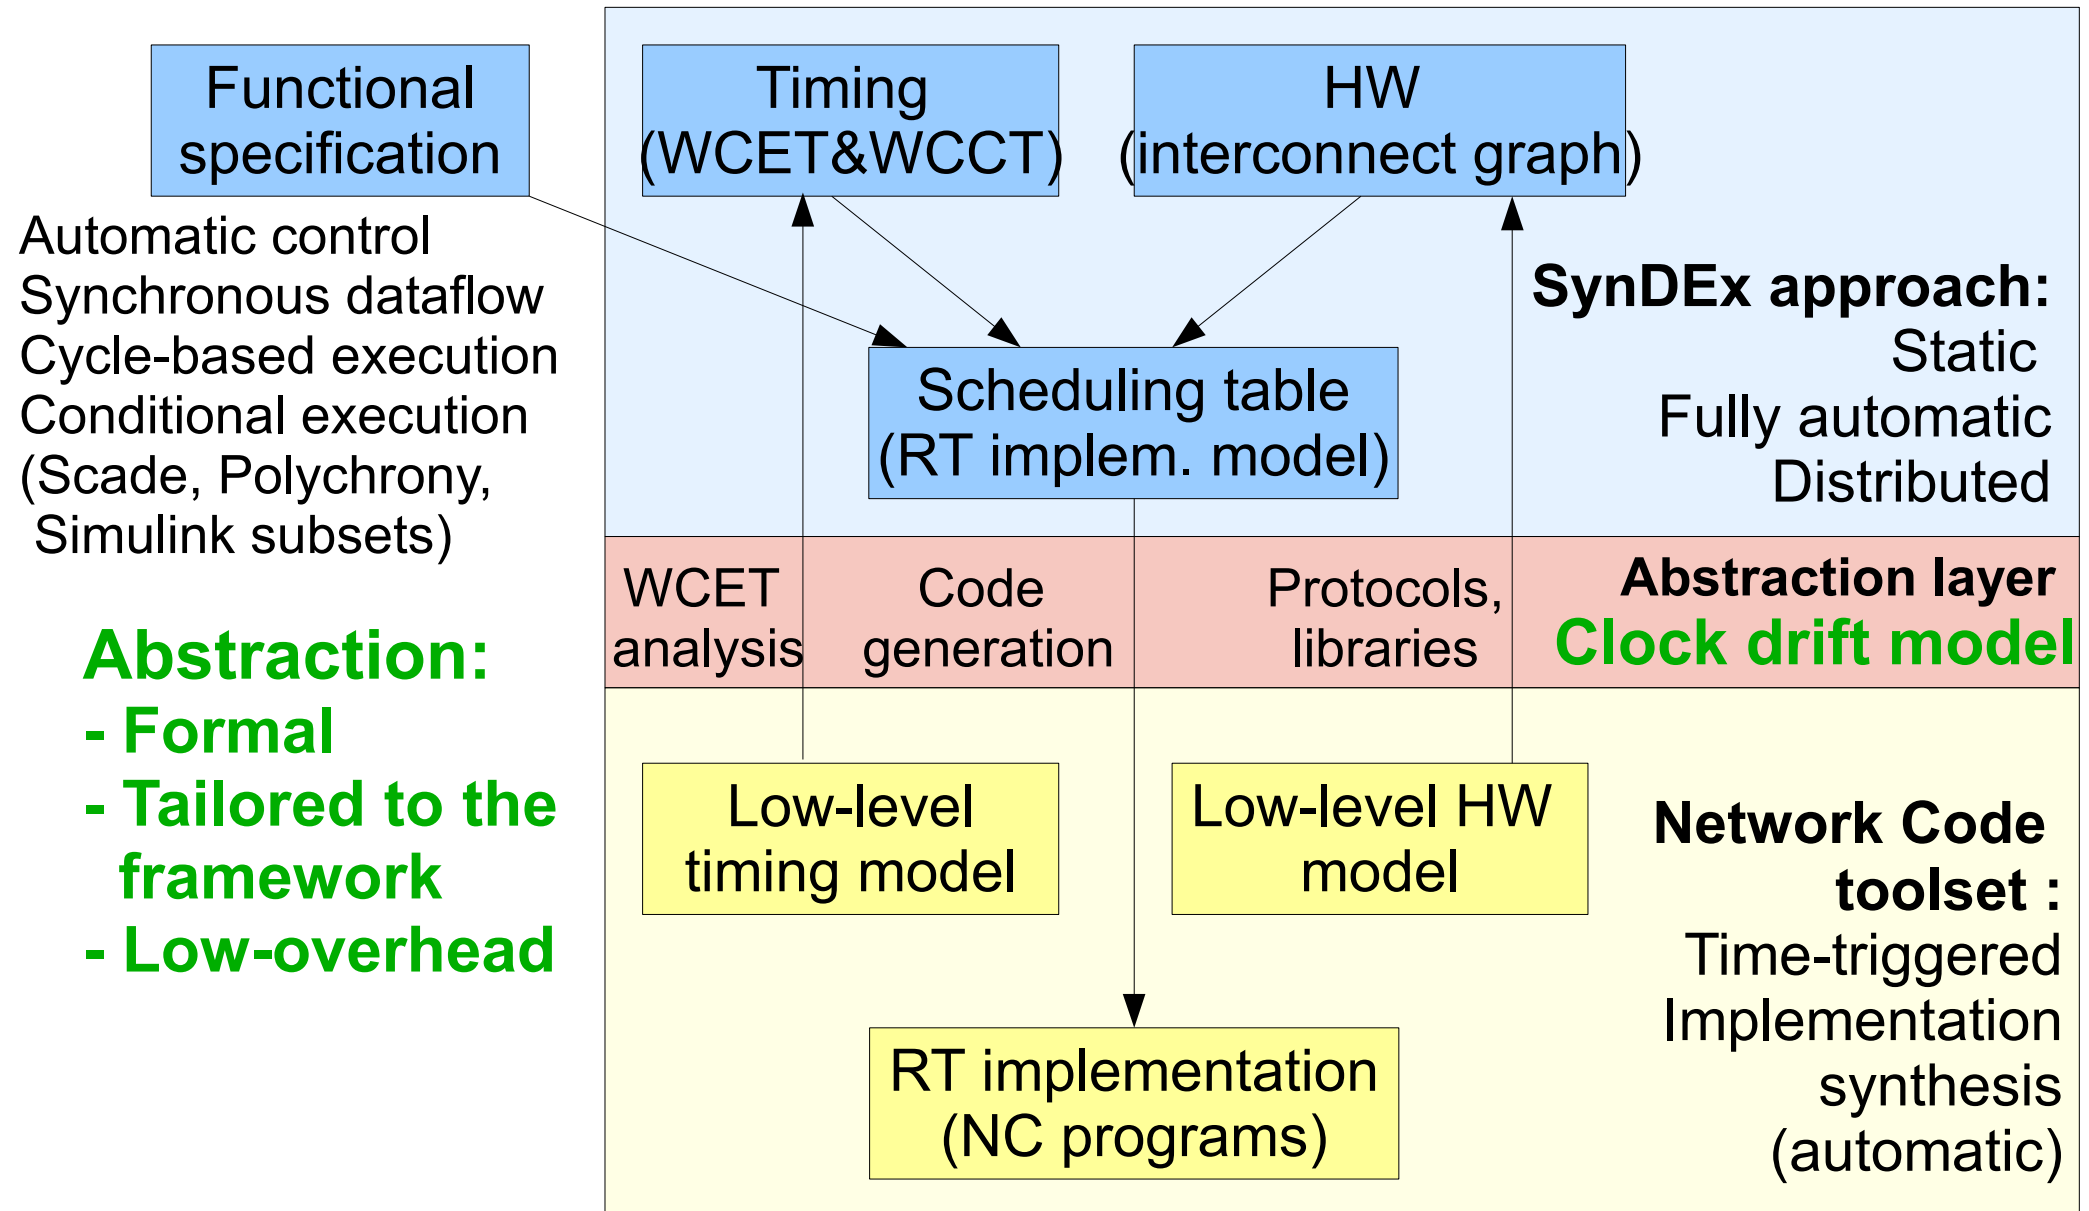 Functional
specification
Timing
(WCET&WCCT)
HW
(interconnect graph)
Automatic control
Synchronous dataflow
Cycle-based execution
Conditional execution
(Scade, Polychrony,
Simulink subsets)
SynDEx approach:
Static
Fully automatic
Distributed
Scheduling table
(RT implem. model)
WCET
analysis
Code
generation
Protocols,
libraries
Abstraction layer
Clock drift model
Abstraction:
- Formal
- Tailored to the
framework
- Low-overhead
Low-level
timing model
Low-level HW
model
Network Code
toolset :
Time-triggered
Implementation
synthesis
(automatic)
RT implementation
(NC programs)